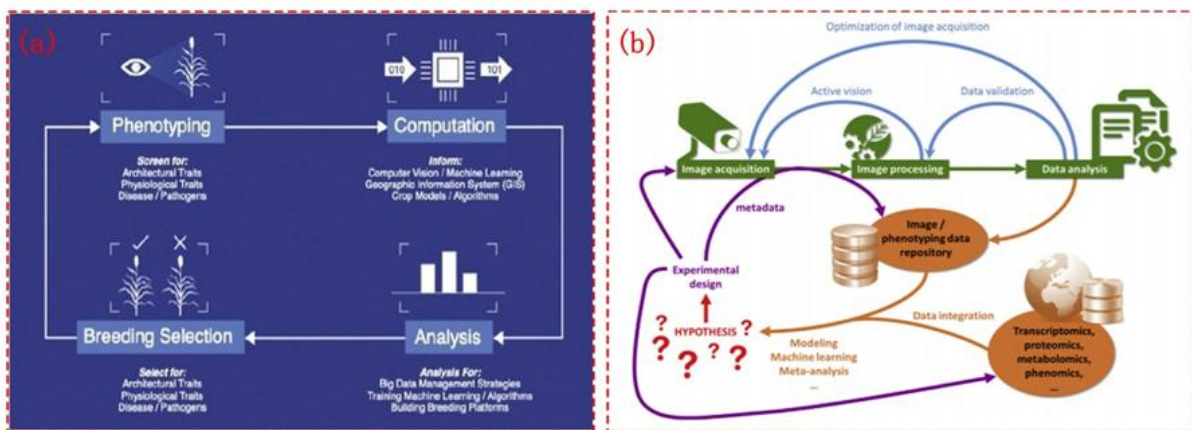 (a)
010
101
Phenotyping
Computation
Screen for:
Architectural Traits
Physiological Traits
Disease / Pathogens
Inform:
Computer Vision / Machine Learning
Geographic Information System (GIS)
Crop Models / Algorithms
Breeding Selection
Analysis
Select for:
Architectural Traits
Physiological Traits
Disease / Pathogens
Analysis For:
Big Data Management Strategies
Training Machine Learning / Algorithms
Building Breeding Platforms
(b)
Optimization of image acquisition
Active vision
Data validation
Image acquisition
Image processing
Data analysis
metadata
Image /
phenotyping data
repository
Experimental
design
HYPOTHESIS
? ? ? ? ? ?
Data integration
Modeling
Machine learning
Meta-analysis
...
Transcriptomics,
proteomics,
metabolomics,
phenomics,
...